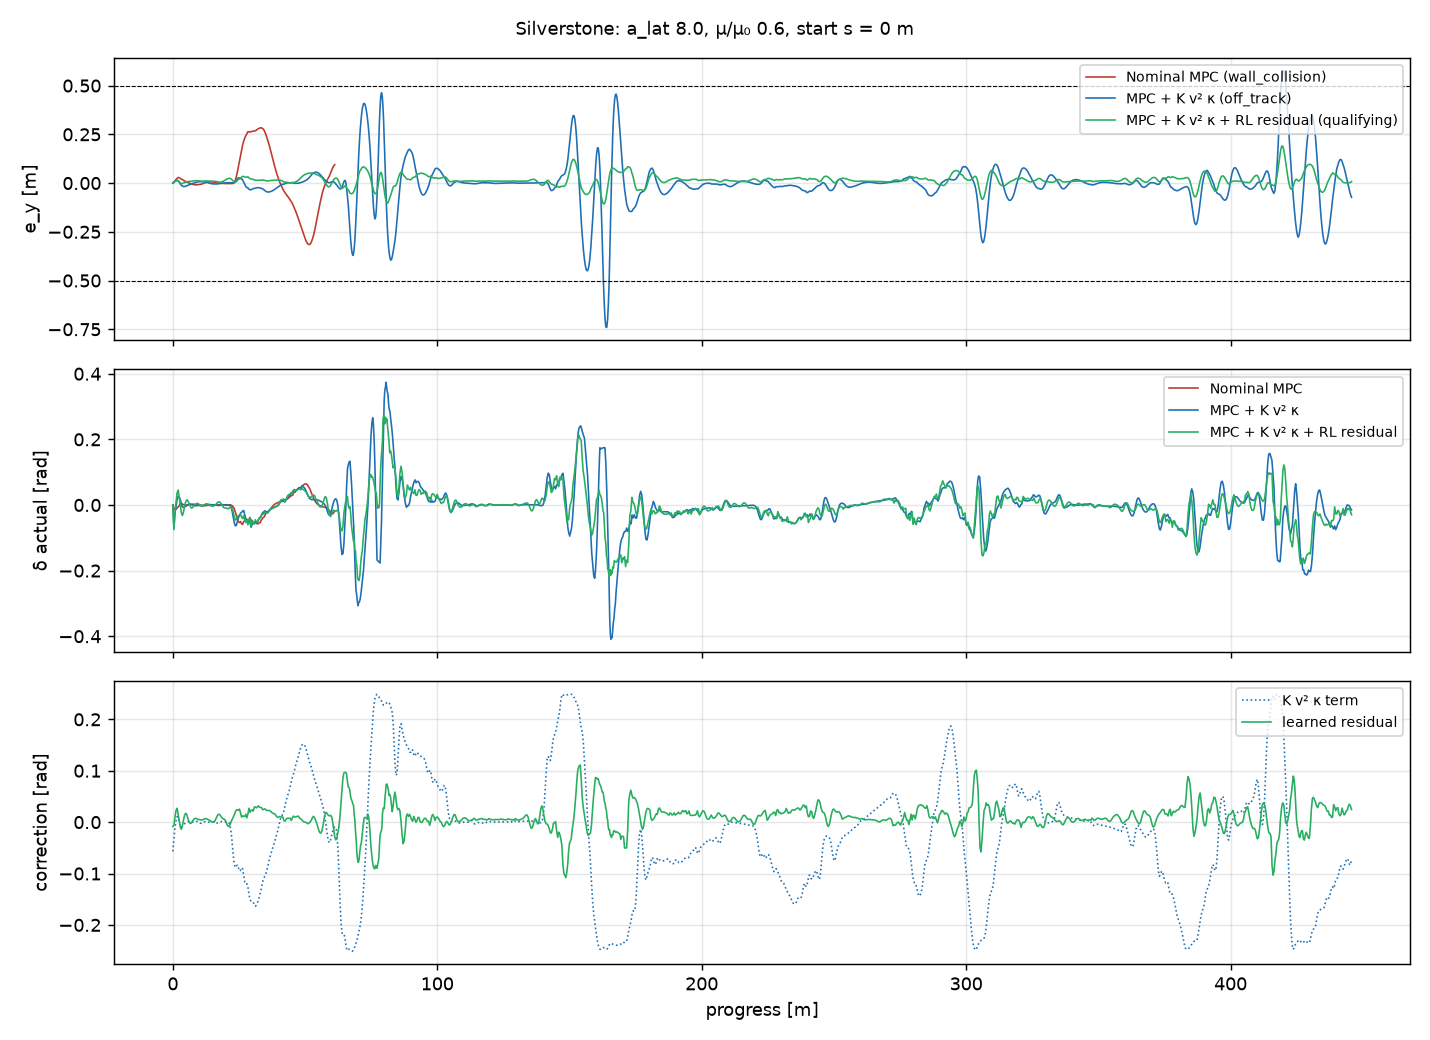 Silverstone: a_lat 8.0, μ/μ₀ 0.6, start s = 0 m
Nominal MPC (wall_collision)
MPC + K v² κ (off_track)
MPC + K v² κ + RL residual (qualifying)
0.50
0.25
0.00
−0.25
−0.50
−0.75
e_y [m]
Nominal MPC
MPC + K v² κ
MPC + K v² κ + RL residual
0.4
0.2
0.0
−0.2
−0.4
δ actual [rad]
K v² κ term
learned residual
0.2
0.1
0.0
−0.1
−0.2
correction [rad]
0 100 200 300 400
progress [m]